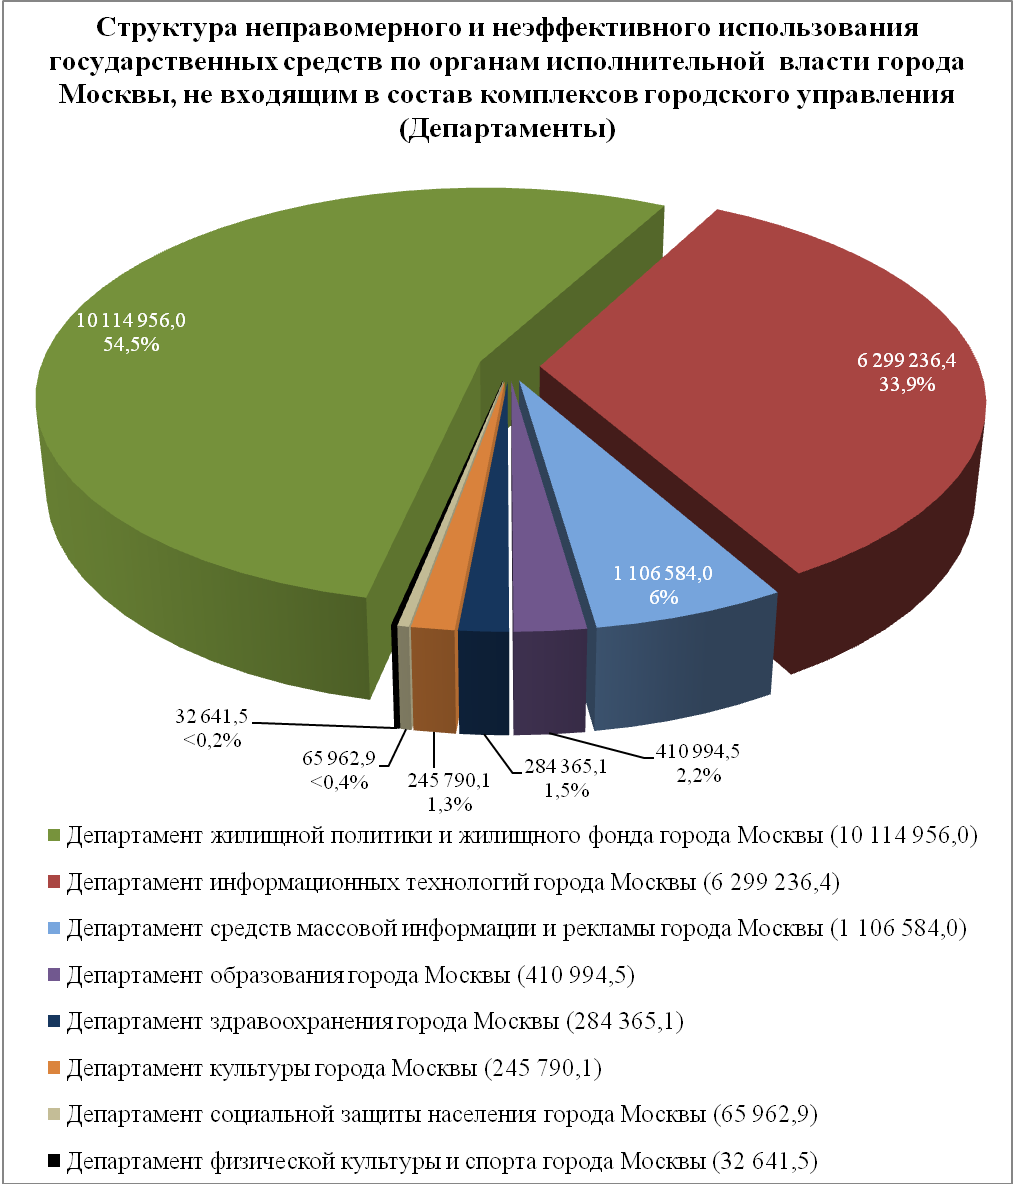 Структура неправомерного и неэффективного использования
государственных средств по органам исполнительной власти города
Москвы, не входящим в состав комплексов городского управления
(Департаменты)
10 114 956,0
54,5%
6 299 236,4
33,9%
1 106 584,0
6%
32 641,5
<0,2%
65 962,9
<0,4%
245 790,1
1,3%
284 365,1
1,5%
410 994,5
2,2%
Департамент жилищной политики и жилищного фонда города Москвы (10 114 956,0)
Департамент информационных технологий города Москвы (6 299 236,4)
Департамент средств массовой информации и рекламы города Москвы (1 106 584,0)
Департамент образования города Москвы (410 994,5)
Департамент здравоохранения города Москвы (284 365,1)
Департамент культуры города Москвы (245 790,1)
Департамент социальной защиты населения города Москвы (65 962,9)
Департамент физической культуры и спорта города Москвы (32 641,5)